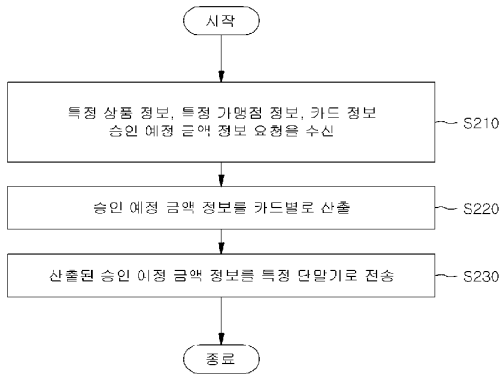 시작
특정 상품 정보, 특정 가맹점 정보, 카드 정보
승인 예정 금액 정보 요청을 수신
S210
승인 예정 금액 정보를 카드별로 산출
S220
산출된 승인 예정 금액 정보를 특정 단말기로 전송
S230
종료